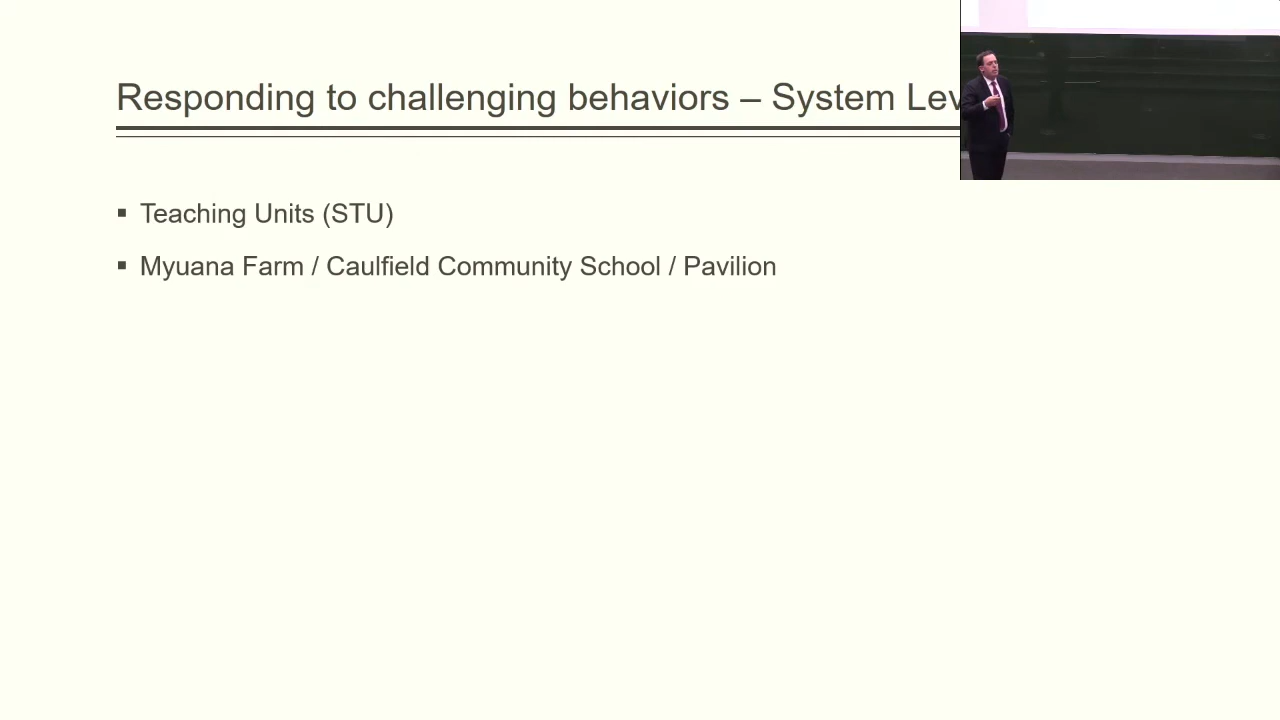 Responding to challenging behaviors – System Lev
Teaching Units (STU)
Myuana Farm / Caulfield Community School / Pavilion